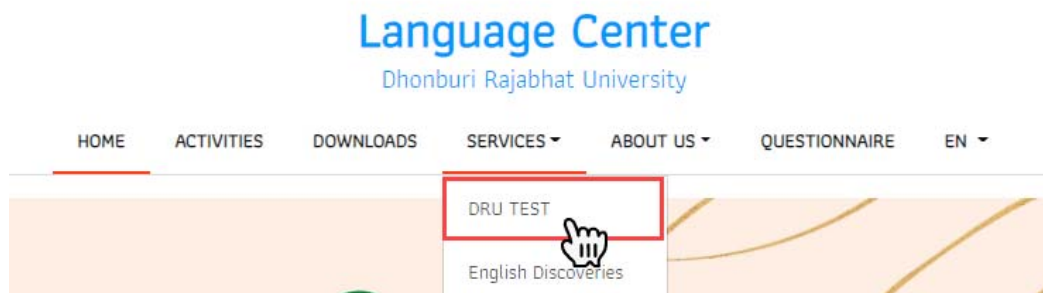 Language Center
Dhonburi Rajabhat University
HOME ACTIVITIES DOWNLOADS SERVICES ABOUT US QUESTIONNAIRE EN
DRU TEST
English Discoveries